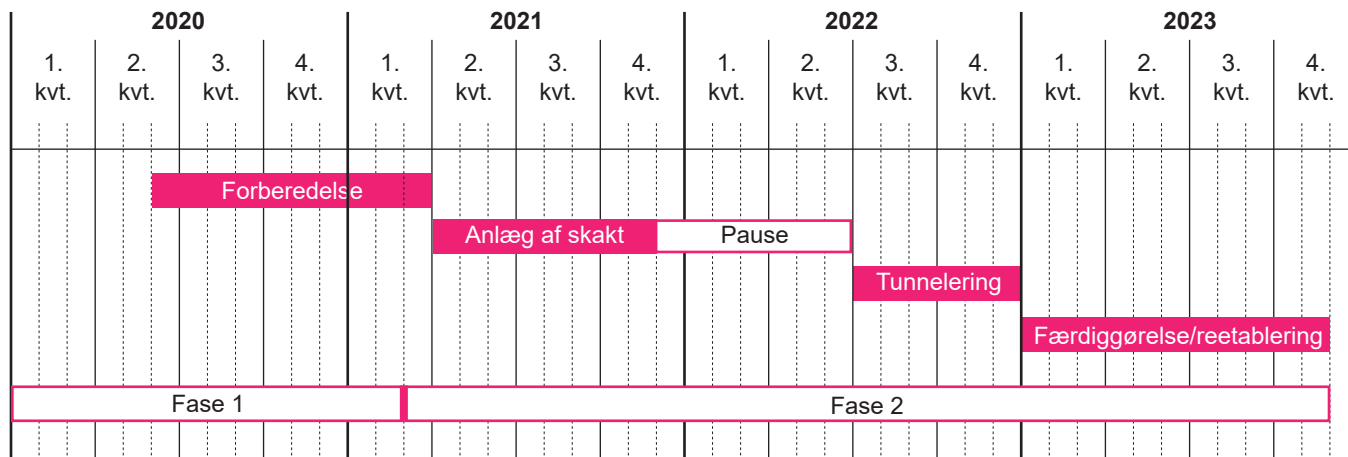 2020 2021 2022 2023
1. 2. 3. 4. 1. 2. 3. 4. 1. 2. 3. 4. 1. 2. 3. 4.
kvt. kvt. kvt. kvt. kvt. kvt. kvt. kvt. kvt. kvt. kvt. kvt. kvt. kvt. kvt. kvt.
Forberedelse
Anlæg af skakt Pause
Tunnelering
Færdiggørelse/reetablering
Fase 1 Fase 2